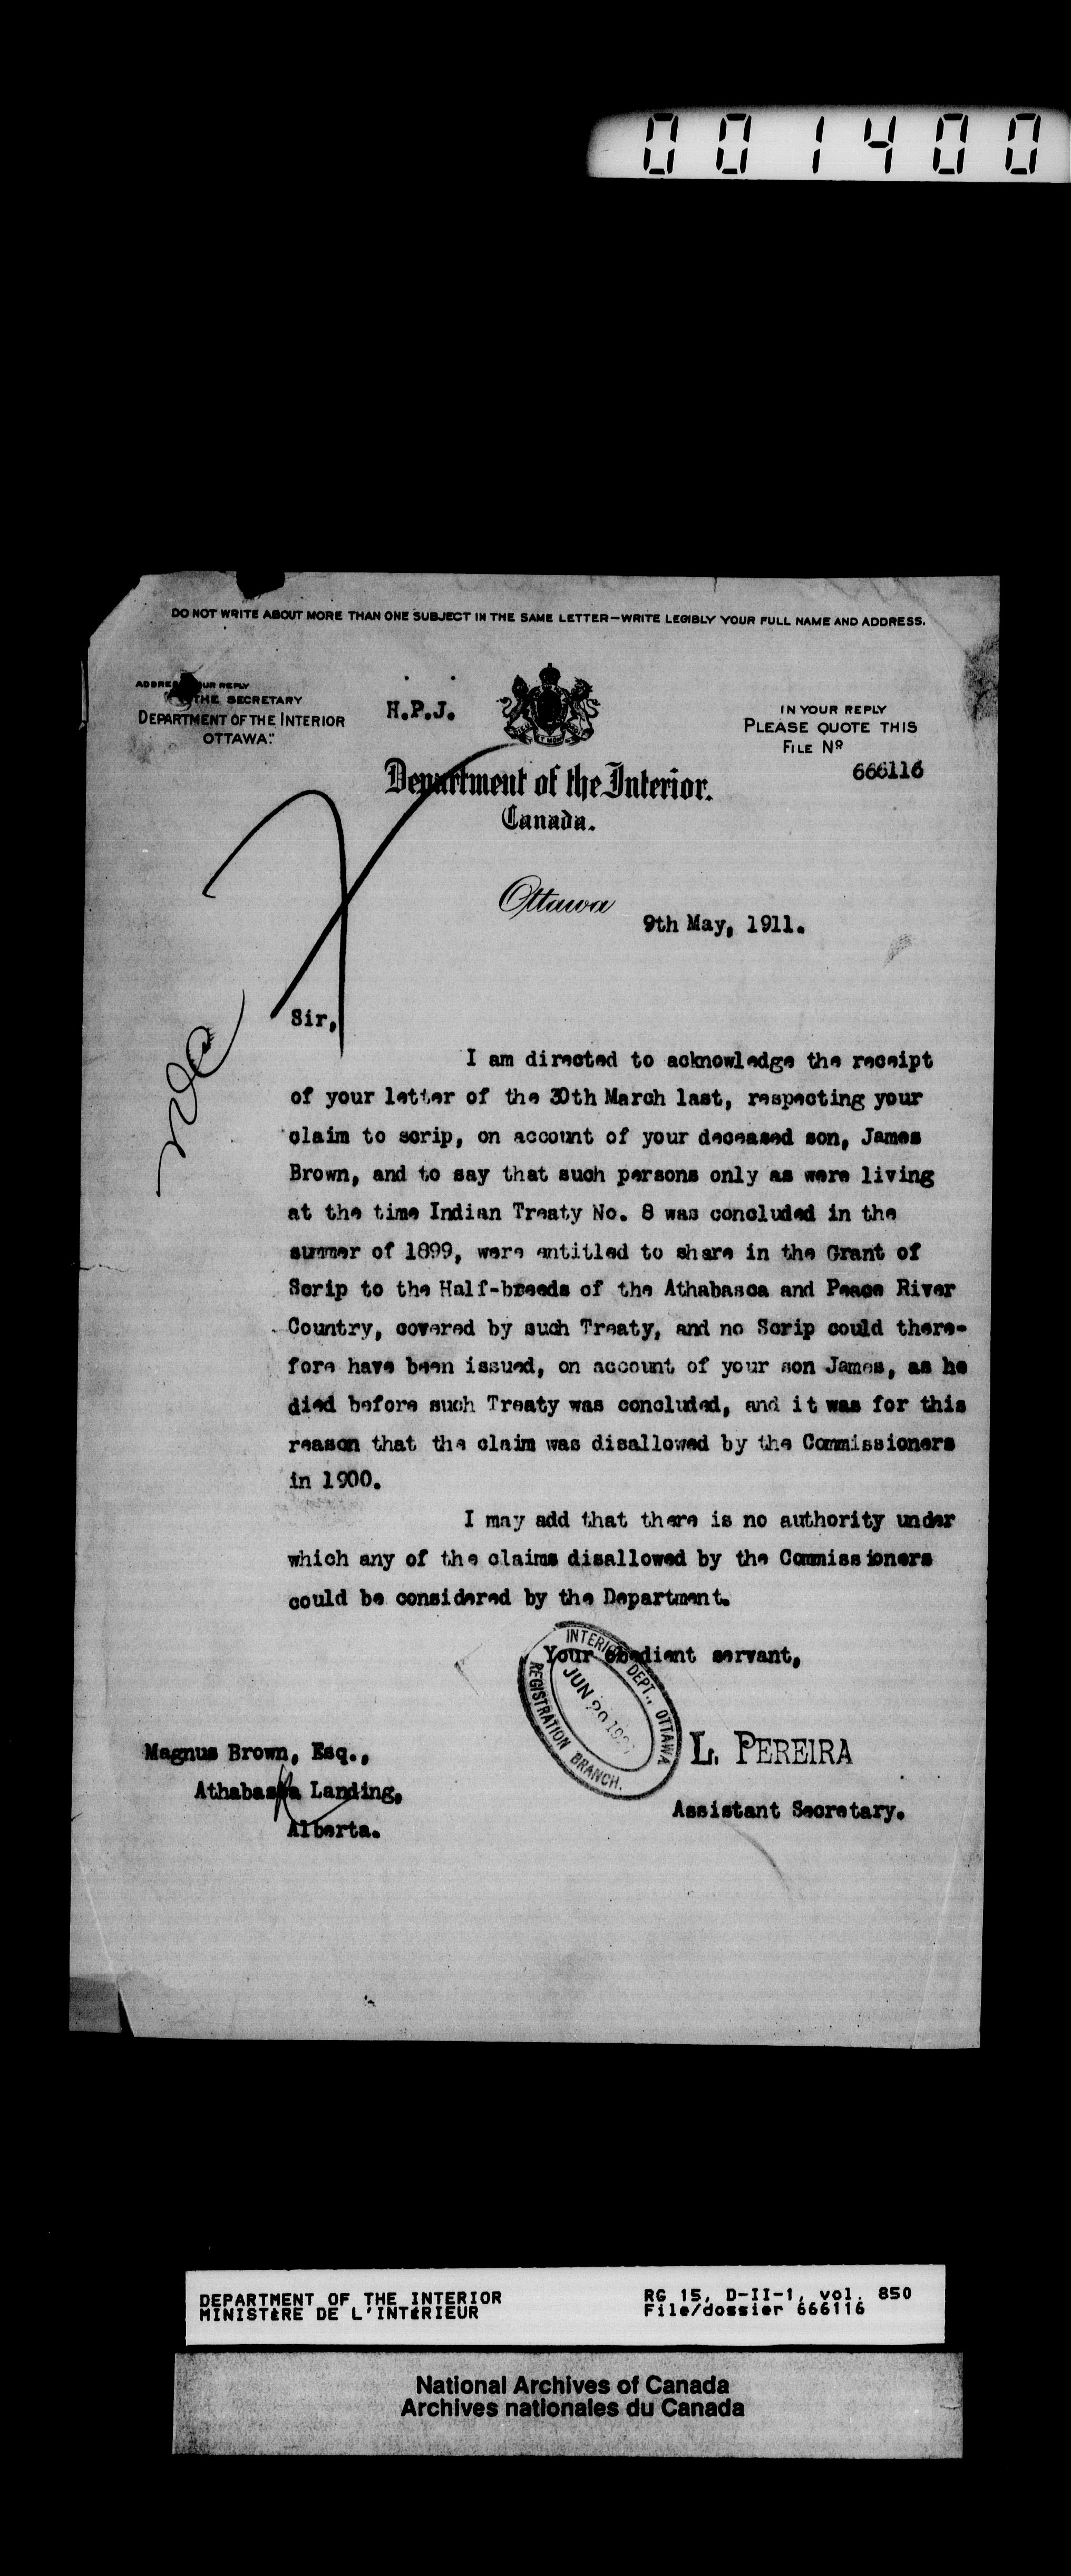 001400
DO NOT WRITE ABOUT MORE THAN ONE SUBJECT IN THE SAME LETTER—WRITE LEGIBLY YOUR FULL NAME AND ADDRESS.
UR REPLY
THE SECRETARY
DEPARTMENT OF THE INTERIOR
OTTAWA."
H.P.J.
IN YOUR REPLY
PLEASE QUOTE THIS
FILE No
666116
Department of the Interior.
Canada.
Ottawa
9th May, 1911.
Sir,
I am directed to acknowledge the receipt
of your letter of the 30th March last, respecting your
claim to scrip, on account of your deceased son, James
Brown, and to say that such persons only as were living
at the time Indian Treaty No. 8 was concluded in the
summer of 1899, were entitled to share in the Grant of
Scrip to the Half-breeds of the Athabasca and Peace River
Country, covered by such Treaty, and no Scrip could there-
fore have been issued, on account of your son James, as he
died before such Treaty was concluded, and it was for this
reason that the claim was disallowed by the Commissioners
in 1900.
I may add that there is no authority under
which any of the claims disallowed by the Commissioners
could be considered by the Department.
Your obedient servant,
INTERIOR DEPT., OTTAWA
JUN 20
REGISTRATION BRANCH.
L. PEREIRA
Assistant Secretary.
Magnus Brown, Esq.,
Athabaska Landing,
Alberta.
DEPARTMENT OF THE INTERIOR
MINISTÈRE DE L'INTÉRIEUR
RG 15, D-II-1, vol. 850
File/dossier 666116
National Archives of Canada
Archives nationales du Canada